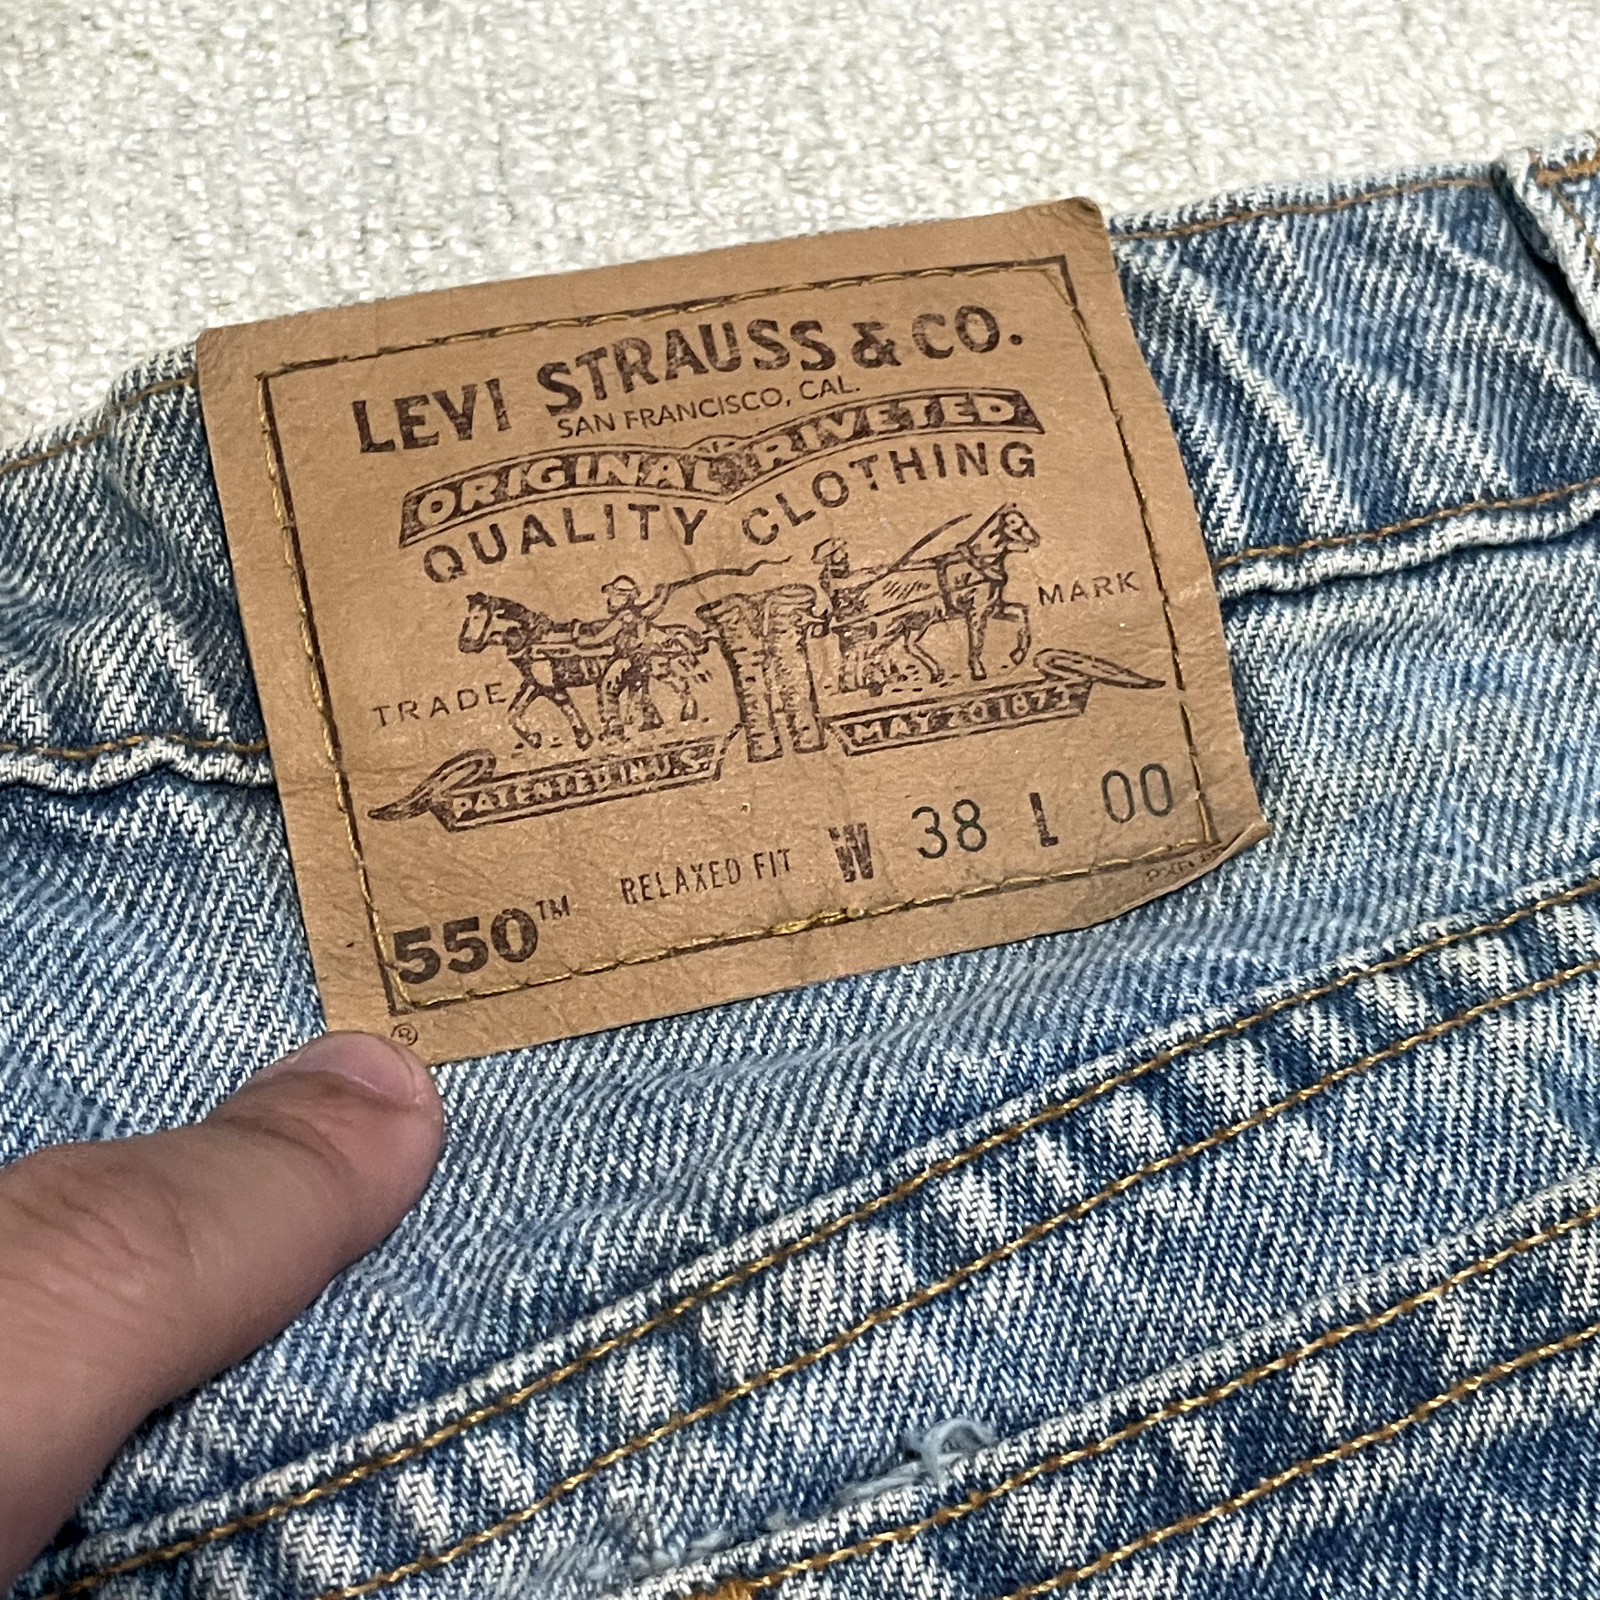 LEVI STRAUSS & CO.
SAN FRANCISCO, CAL.
ORIGINAL RIVETED
QUALITY CLOTHING
TRADE MARK
PATENTED IN U.S. MAY 20 1873
550™ RELAXED FIT W 38 L 00
®